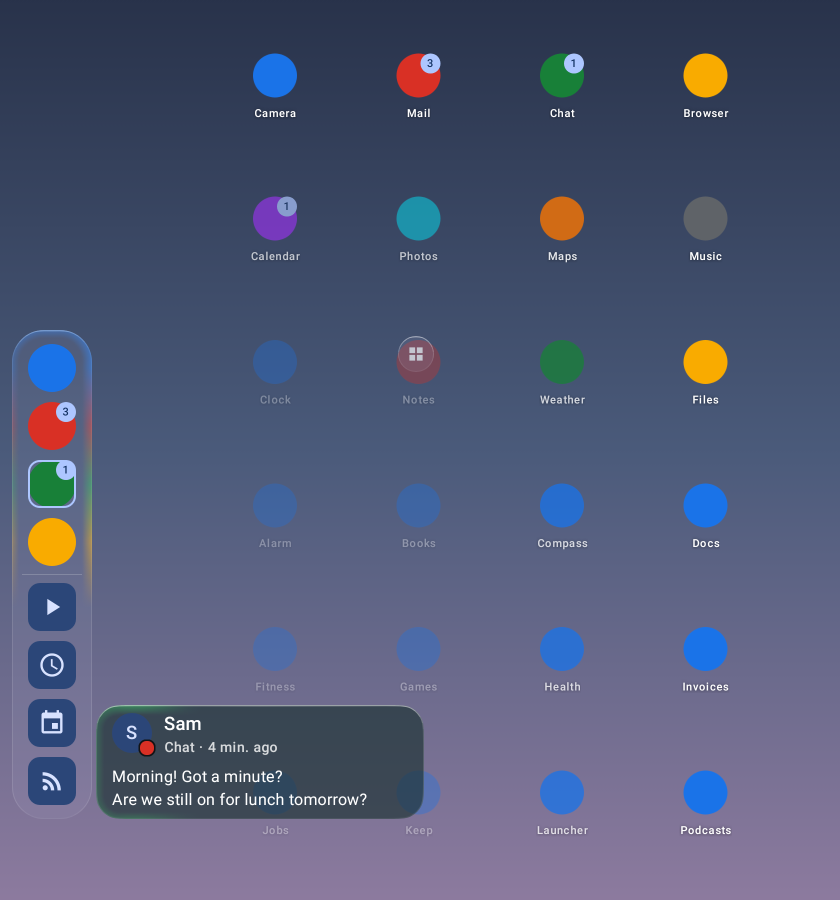 3
1
Camera
Mail
Chat
Browser
1
Calendar
Photos
Maps
Music
Clock
Notes
Weather
Files
3
1
Alarm
Books
Compass
Docs
Fitness
Games
Health
Invoices
S
Sam
Chat · 4 min. ago
Morning! Got a minute?
Are we still on for lunch tomorrow?
Jobs
Keep
Launcher
Podcasts